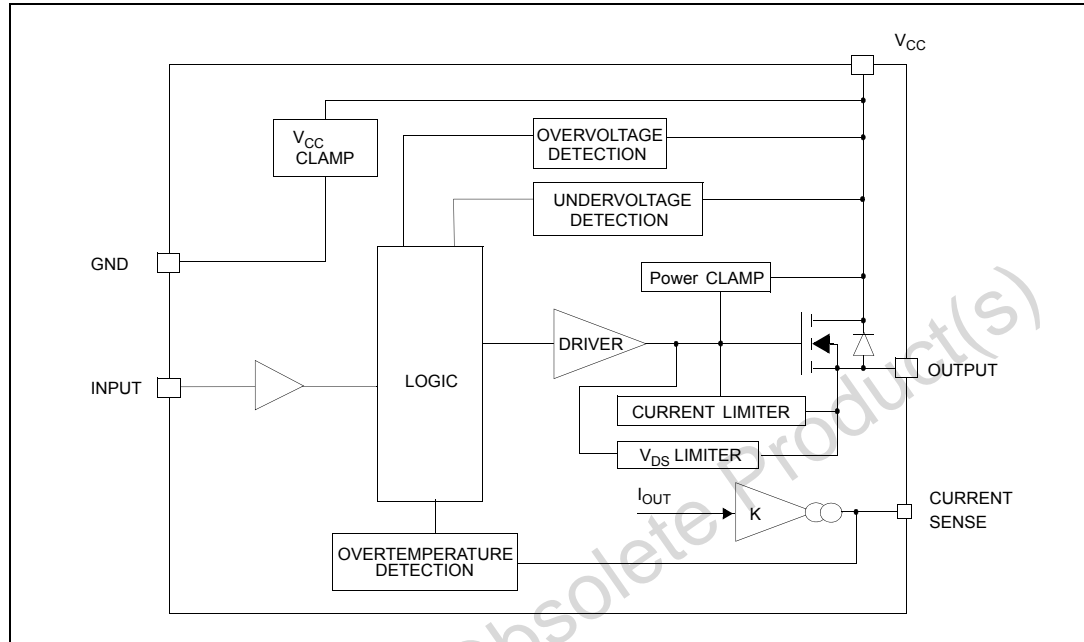 VCC
VCC
CLAMP
OVERVOLTAGE
DETECTION
UNDERVOLTAGE
DETECTION
GND
Power CLAMP
DRIVER
LOGIC
INPUT
OUTPUT
CURRENT LIMITER
VDS LIMITER
IOUT
K
CURRENT
SENSE
OVERTEMPERATURE
DETECTION
Obsolete Product(s)